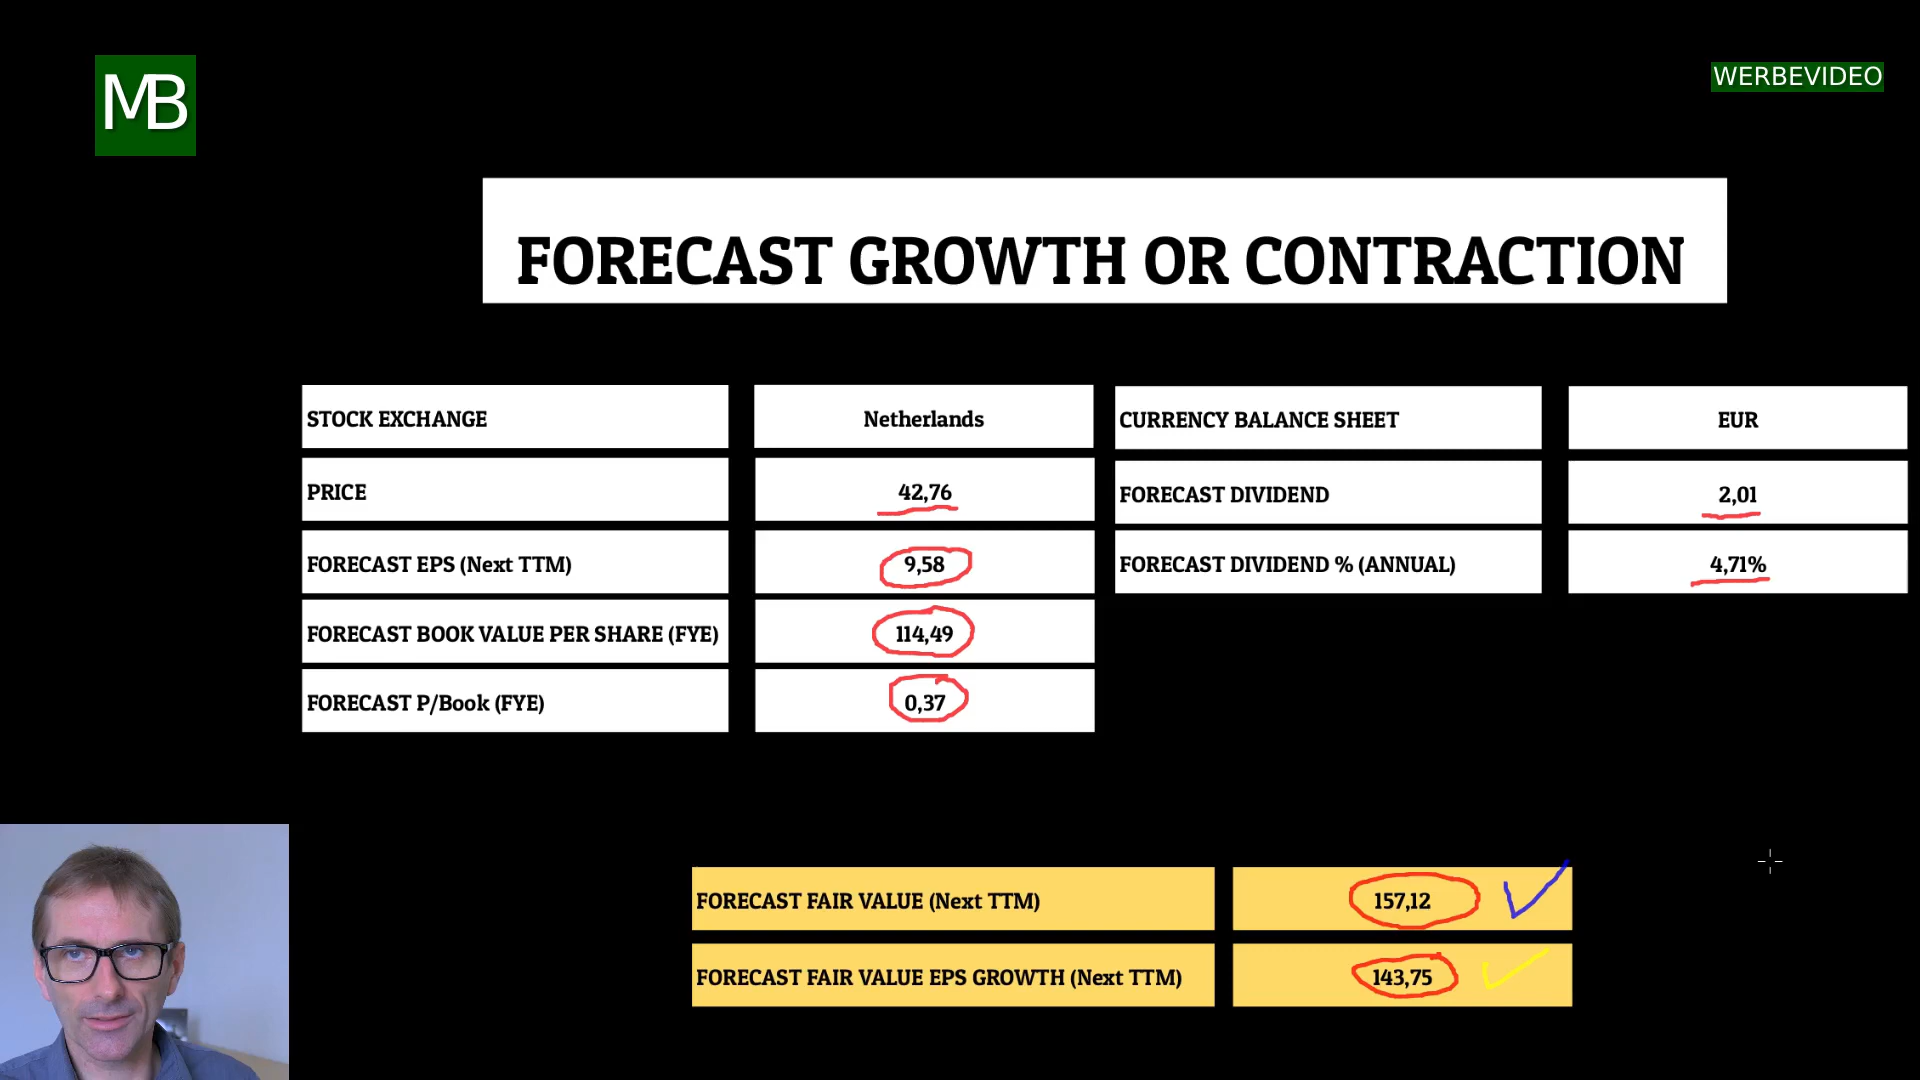 MB
WERBEVIDEO
FORECAST GROWTH OR CONTRACTION
STOCK EXCHANGE Netherlands CURRENCY BALANCE SHEET EUR
PRICE 42,76 FORECAST DIVIDEND 2,01
FORECAST EPS (Next TTM) 9,58 FORECAST DIVIDEND % (ANNUAL) 4,71%
FORECAST BOOK VALUE PER SHARE (FYE) 114,49
FORECAST P/Book (FYE) 0,37
FORECAST FAIR VALUE (Next TTM) 157,12
FORECAST FAIR VALUE EPS GROWTH (Next TTM) 143,75